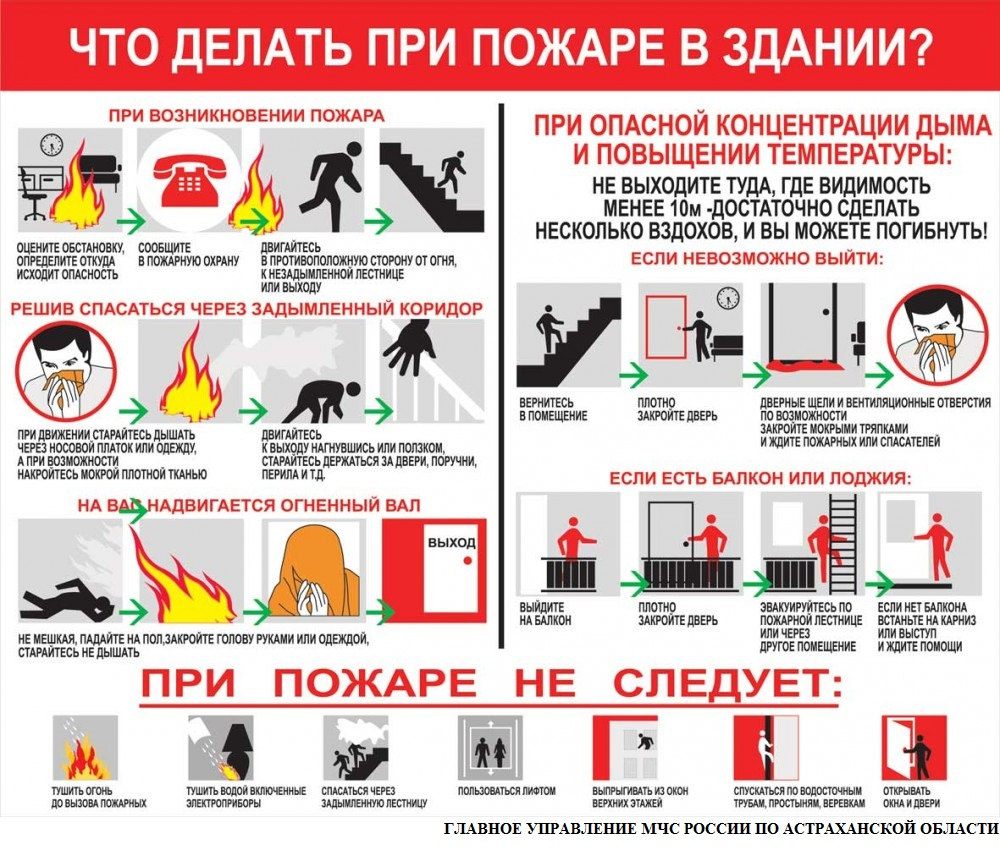 ЧТО ДЕЛАТЬ ПРИ ПОЖАРЕ В ЗДАНИИ?
ПРИ ВОЗНИКНОВЕНИИ ПОЖАРА
ОЦЕНИТЕ ОБСТАНОВКУ,
ОПРЕДЕЛИТЕ ОТКУДА
ИСХОДИТ ОПАСНОСТЬ
СООБЩИТЕ
В ПОЖАРНУЮ ОХРАНУ
ДВИГАЙТЕСЬ
В ПРОТИВОПОЛОЖНУЮ СТОРОНУ ОТ ОГНЯ,
К НЕЗАДЫМЛЕННОЙ ЛЕСТНИЦЕ
ИЛИ ВЫХОДУ
РЕШИВ СПАСАТЬСЯ ЧЕРЕЗ ЗАДЫМЛЕННЫЙ КОРИДОР
ПРИ ДВИЖЕНИИ СТАРАЙТЕСЬ ДЫШАТЬ
ЧЕРЕЗ НОСОВОЙ ПЛАТОК ИЛИ ОДЕЖДУ,
А ПРИ ВОЗМОЖНОСТИ
НАКРОЙТЕСЬ МОКРОЙ ПЛОТНОЙ ТКАНЬЮ
ДВИГАЙТЕСЬ
К ВЫХОДУ НАГНУВШИСЬ ИЛИ ПОЛЗКОМ,
СТАРАЙТЕСЬ ДЕРЖАТЬСЯ ЗА ДВЕРИ, ПОРУЧНИ,
ПЕРИЛА И Т.Д.
НА ВАС НАДВИГАЕТСЯ ОГНЕННЫЙ ВАЛ
ВЫХОД
НЕ МЕШКАЯ, ПАДАЙТЕ НА ПОЛ,ЗАКРОЙТЕ ГОЛОВУ РУКАМИ ИЛИ ОДЕЖДОЙ,
СТАРАЙТЕСЬ НЕ ДЫШАТЬ
ПРИ ОПАСНОЙ КОНЦЕНТРАЦИИ ДЫМА
И ПОВЫЩЕНИИ ТЕМПЕРАТУРЫ:
НЕ ВЫХОДИТЕ ТУДА, ГДЕ ВИДИМОСТЬ
МЕНЕЕ 10м -ДОСТАТОЧНО СДЕЛАТЬ
НЕСКОЛЬКО ВЗДОХОВ, И ВЫ МОЖЕТЕ ПОГИБНУТЬ!
ЕСЛИ НЕВОЗМОЖНО ВЫЙТИ:
ВЕРНИТЕСЬ
В ПОМЕЩЕНИЕ
ПЛОТНО
ЗАКРОЙТЕ ДВЕРЬ
ДВЕРНЫЕ ЩЕЛИ И ВЕНТИЛЯЦИОННЫЕ ОТВЕРСТИЯ
ПО ВОЗМОЖНОСТИ
ЗАКРОЙТЕ МОКРЫМИ ТРЯПКАМИ
И ЖДИТЕ ПОЖАРНЫХ ИЛИ СПАСАТЕЛЕЙ
ЕСЛИ ЕСТЬ БАЛКОН ИЛИ ЛОДЖИЯ:
ВЫЙДИТЕ
НА БАЛКОН
ПЛОТНО
ЗАКРОЙТЕ ДВЕРЬ
ЭВАКУИРУЙТЕСЬ ПО
ПОЖАРНОЙ ЛЕСТНИЦЕ
ИЛИ ЧЕРЕЗ
ДРУГОЕ ПОМЕЩЕНИЕ
ЕСЛИ НЕТ БАЛКОНА
ВСТАНЬТЕ НА КАРНИЗ
ИЛИ ВЫСТУП
И ЖДИТЕ ПОМОЩИ
ПРИ ПОЖАРЕ НЕ СЛЕДУЕТ:
ТУШИТЬ ОГОНЬ
ДО ВЫЗОВА ПОЖАРНЫХ
ТУШИТЬ ВОДОЙ ВКЛЮЧЕННЫЕ
ЭЛЕКТРОПРИБОРЫ
СПАСАТЬСЯ ЧЕРЕЗ
ЗАДЫМЛЕННУЮ ЛЕСТНИЦУ
ПОЛЬЗОВАТЬСЯ ЛИФТОМ
ВЫПРЫГИВАТЬ ИЗ ОКОН
ВЕРХНИХ ЭТАЖЕЙ
СПУСКАТЬСЯ ПО ВОДОСТОЧНЫМ
ТРУБАМ, ПРОСТЫНЯМ, ВЕРЕВКАМ
ОТКРЫВАТЬ
ОКНА И ДВЕРИ
ГЛАВНОЕ УПРАВЛЕНИЕ МЧС РОССИИ ПО АСТРАХАНСКОЙ ОБЛАСТИ